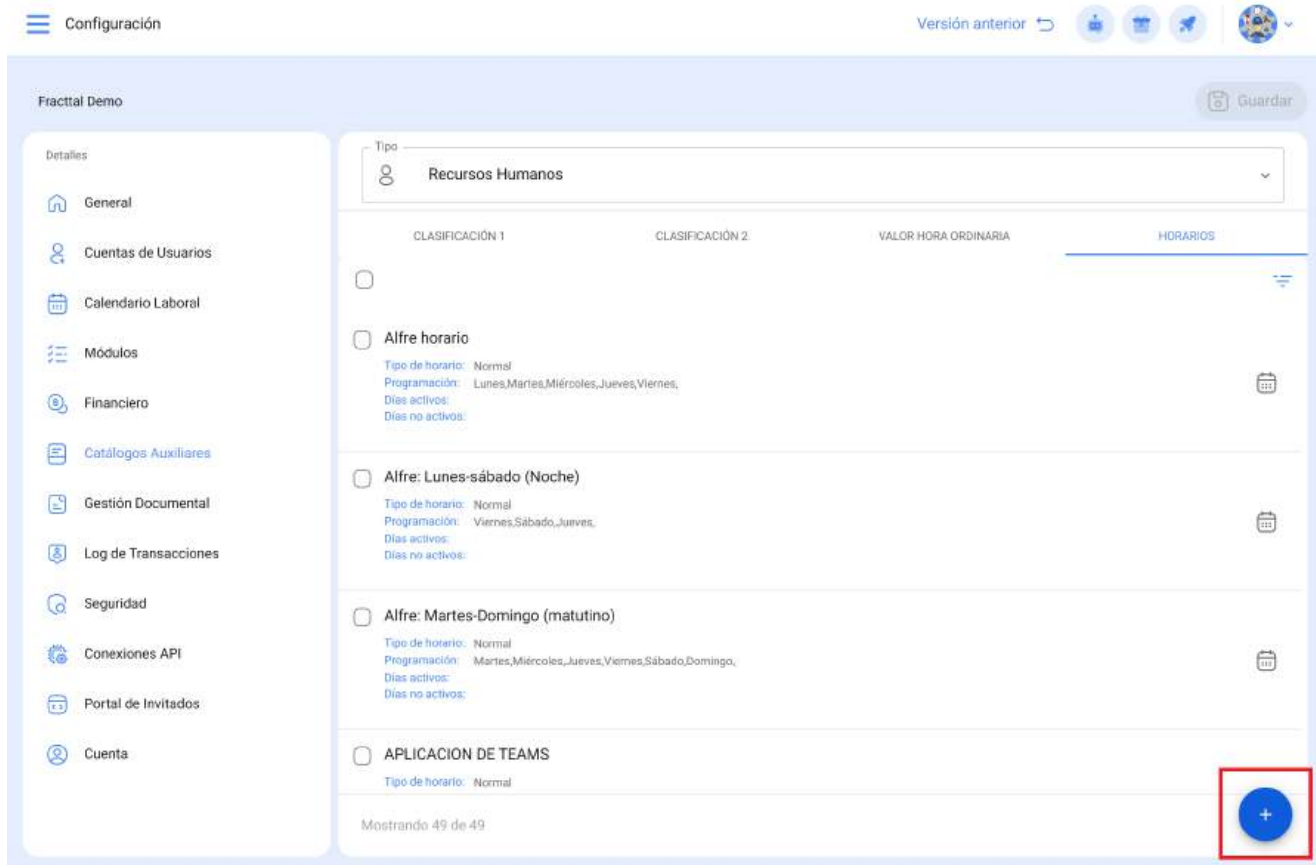 Configuración
Versión anterior
Fracttal Demo
Guardar
Detalles
General
Cuentas de Usuarios
Calendario Laboral
Módulos
Financiero
Catálogos Auxiliares
Gestión Documental
Log de Transacciones
Seguridad
Conexiones API
Portal de Invitados
Cuenta
Tipo
Recursos Humanos
CLASIFICACIÓN 1 CLASIFICACIÓN 2 VALOR HORA ORDINARIA HORARIOS
Alfre horario
Tipo de horario: Normal
Programación: Lunes,Martes,Miércoles,Jueves,Viernes,
Días activos:
Días no activos:
Alfre: Lunes-sábado (Noche)
Tipo de horario: Normal
Programación: Viernes,Sábado,Jueves,
Días activos:
Días no activos:
Alfre: Martes-Domingo (matutino)
Tipo de horario: Normal
Programación: Martes,Miércoles,Jueves,Viernes,Sábado,Domingo,
Días activos:
Días no activos:
APLICACION DE TEAMS
Tipo de horario: Normal
Mostrando 49 de 49
+